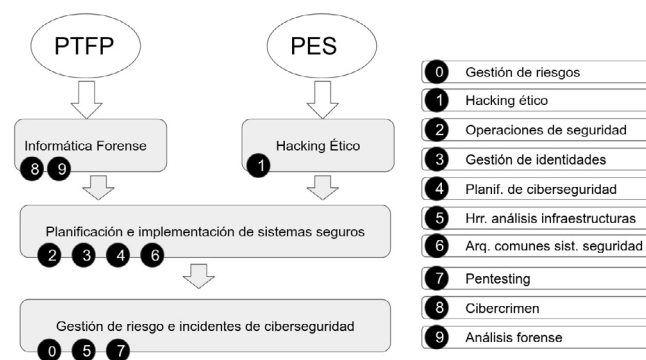 PTFP
PES
Informática Forense
8 9
Hacking Ético
1
Planificación e implementación de sistemas seguros
2 3 4 6
Gestión de riesgo e incidentes de ciberseguridad
0 5 7
0 Gestión de riesgos
1 Hacking ético
2 Operaciones de seguridad
3 Gestión de identidades
4 Planif. de ciberseguridad
5 Hrr. análisis infraestructuras
6 Arq. comunes sist. seguridad
7 Pentesting
8 Cibercrimen
9 Análisis forense